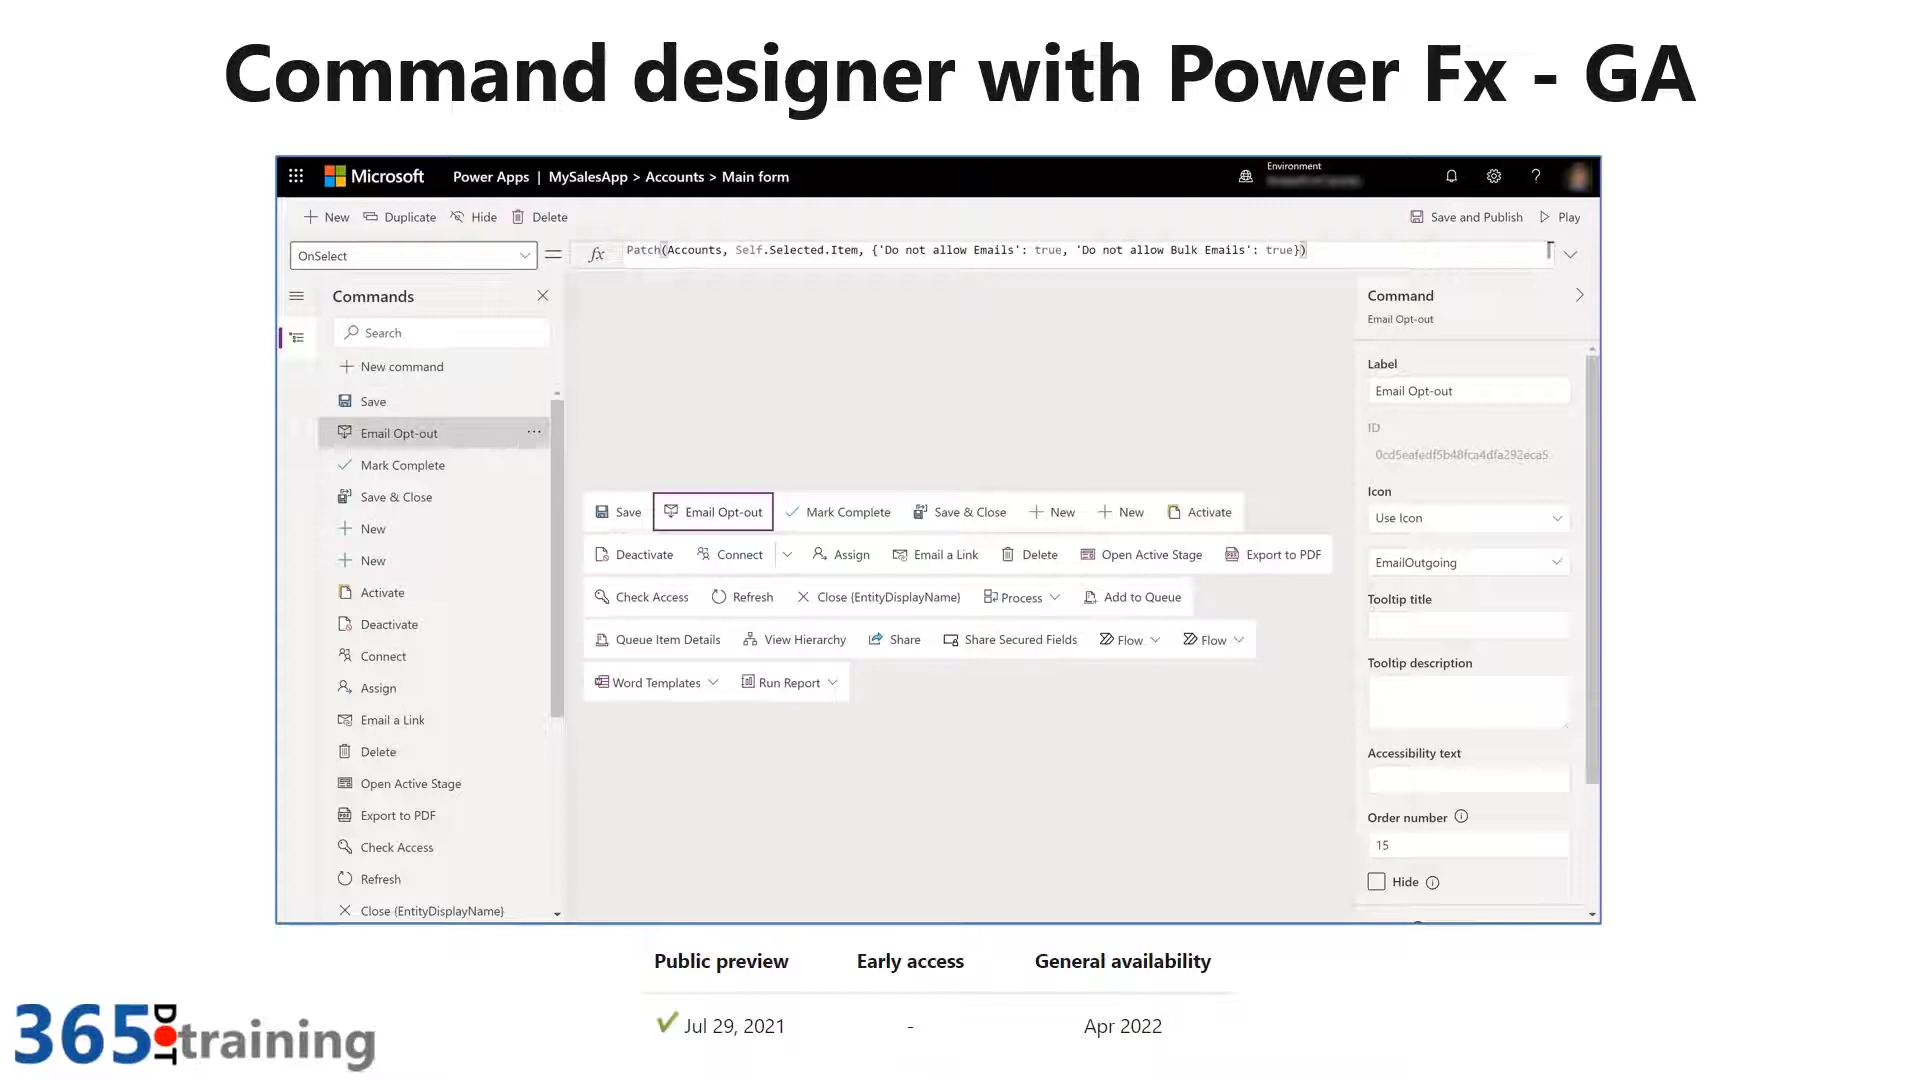 Command designer with Power Fx - GA
Microsoft Power Apps | MySalesApp > Accounts > Main form
Environment
?
New Duplicate Hide Delete
Save and Publish Play
OnSelect
= fx Patch(Accounts, Self.Selected.Item, {'Do not allow Emails': true, 'Do not allow Bulk Emails': true})
Commands
Search
New command
Save
Email Opt-out ...
Mark Complete
Save & Close
New
New
Activate
Deactivate
Connect
Assign
Email a Link
Delete
Open Active Stage
Export to PDF
Check Access
Refresh
Close {EntityDisplayName}
Save Email Opt-out Mark Complete Save & Close New New Activate
Deactivate Connect Assign Email a Link Delete Open Active Stage Export to PDF
Check Access Refresh Close {EntityDisplayName} Process Add to Queue
Queue Item Details View Hierarchy Share Share Secured Fields Flow Flow
Word Templates Run Report
Command
Email Opt-out
Label
Email Opt-out
ID
0cd5eafedf5b48fca4dfa292eca5
Icon
Use Icon
EmailOutgoing
Tooltip title
Tooltip description
Accessibility text
Order number
15
Hide
Public preview Early access General availability
Jul 29, 2021 - Apr 2022
365 DOT training